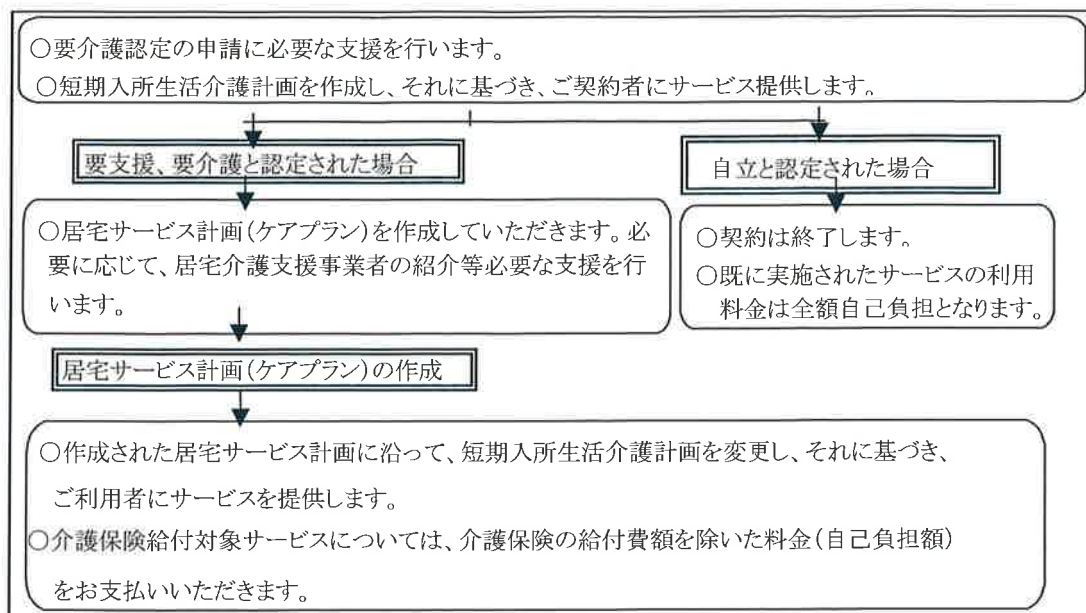 ○要介護認定の申請に必要な支援を行います。
○短期入所生活介護計画を作成し、それに基づき、ご契約者にサービス提供します。
要支援、要介護と認定された場合
自立と認定された場合
○居宅サービス計画(ケアプラン)を作成していただきます。必
要に応じて、居宅介護支援事業者の紹介等必要な支援を行
います。
○契約は終了します。
○既に実施されたサービスの利用
料金は全額自己負担となります。
居宅サービス計画(ケアプラン)の作成
○作成された居宅サービス計画に沿って、短期入所生活介護計画を変更し、それに基づき、
ご利用者にサービスを提供します。
○介護保険給付対象サービスについては、介護保険の給付費額を除いた料金(自己負担額)
をお支払いいただきます。